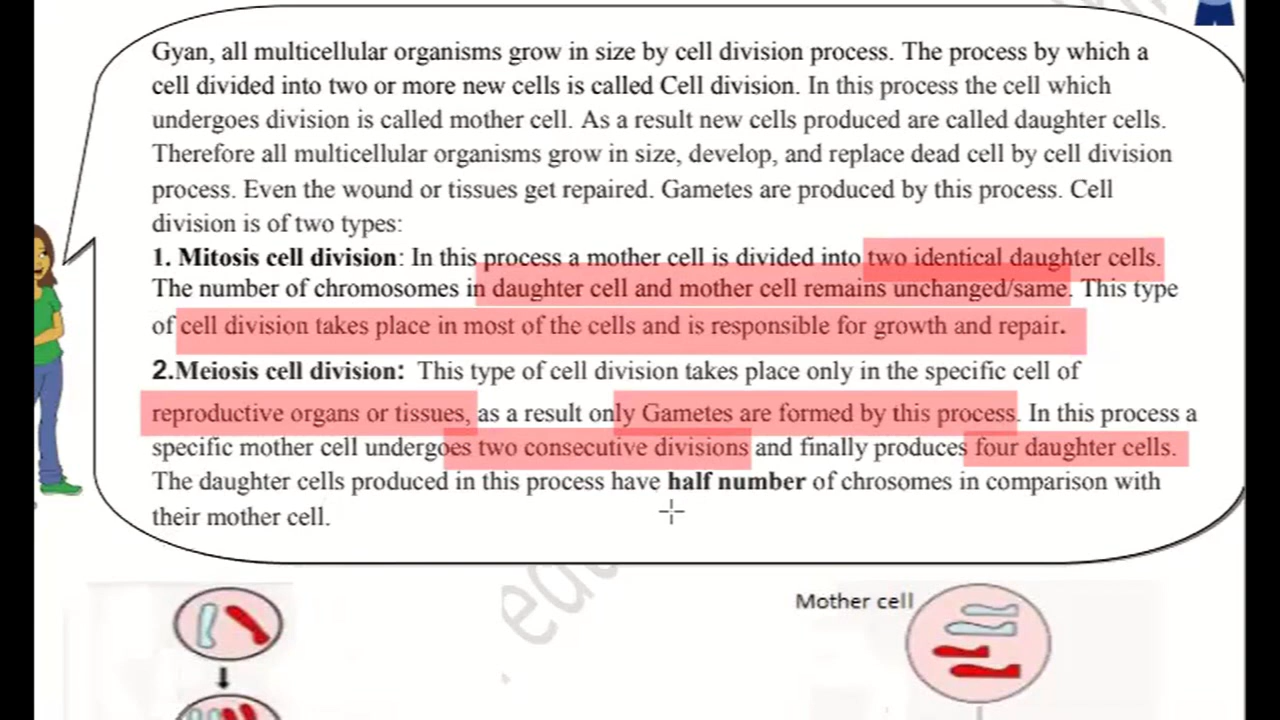 Gyan, all multicellular organisms grow in size by cell division process. The process by which a
cell divided into two or more new cells is called Cell division. In this process the cell which
undergoes division is called mother cell. As a result new cells produced are called daughter cells.
Therefore all multicellular organisms grow in size, develop, and replace dead cell by cell division
process. Even the wound or tissues get repaired. Gametes are produced by this process. Cell
division is of two types:
1. Mitosis cell division: In this process a mother cell is divided into two identical daughter cells.
The number of chromosomes in daughter cell and mother cell remains unchanged/same. This type
of cell division takes place in most of the cells and is responsible for growth and repair.
2.Meiosis cell division: This type of cell division takes place only in the specific cell of
reproductive organs or tissues, as a result only Gametes are formed by this process. In this process a
specific mother cell undergoes two consecutive divisions and finally produces four daughter cells.
The daughter cells produced in this process have half number of chrosomes in comparison with
their mother cell.
Mother cell